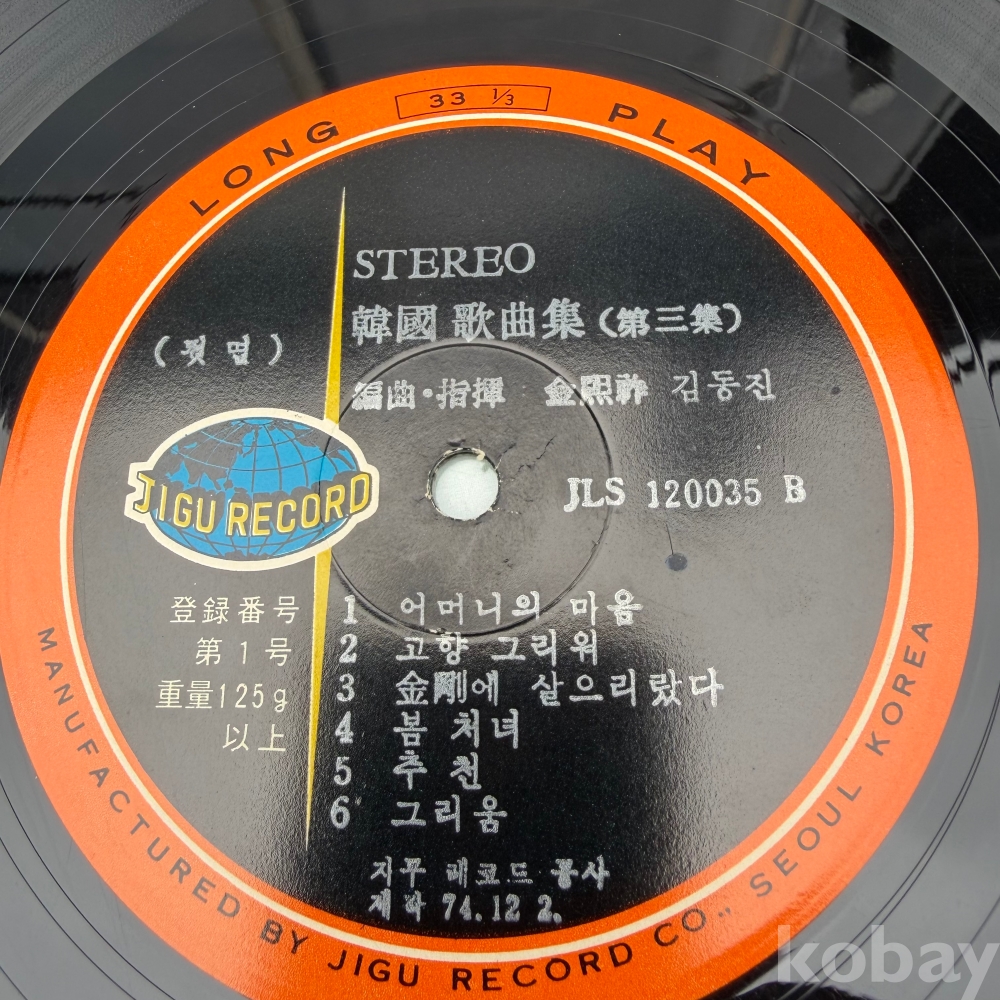 LONG PLAY
33 1/3
STEREO
韓國 歌曲集 (第三集)
(뒷 면)
編曲·指揮 金熙祚 김동진
JIGU RECORD
JLS 120035 B
登録番号
第1号
重量125g
以上
1 어머니의 마음
2 고향 그리워
3 金剛에 살으리랏다
4 봄 처녀
5 추 천
6 그리움
지구 레코드 공사
제작 74.12 2.
MANUFACTURED BY JIGU RECORD CO., SEOUL KOREA
kobay